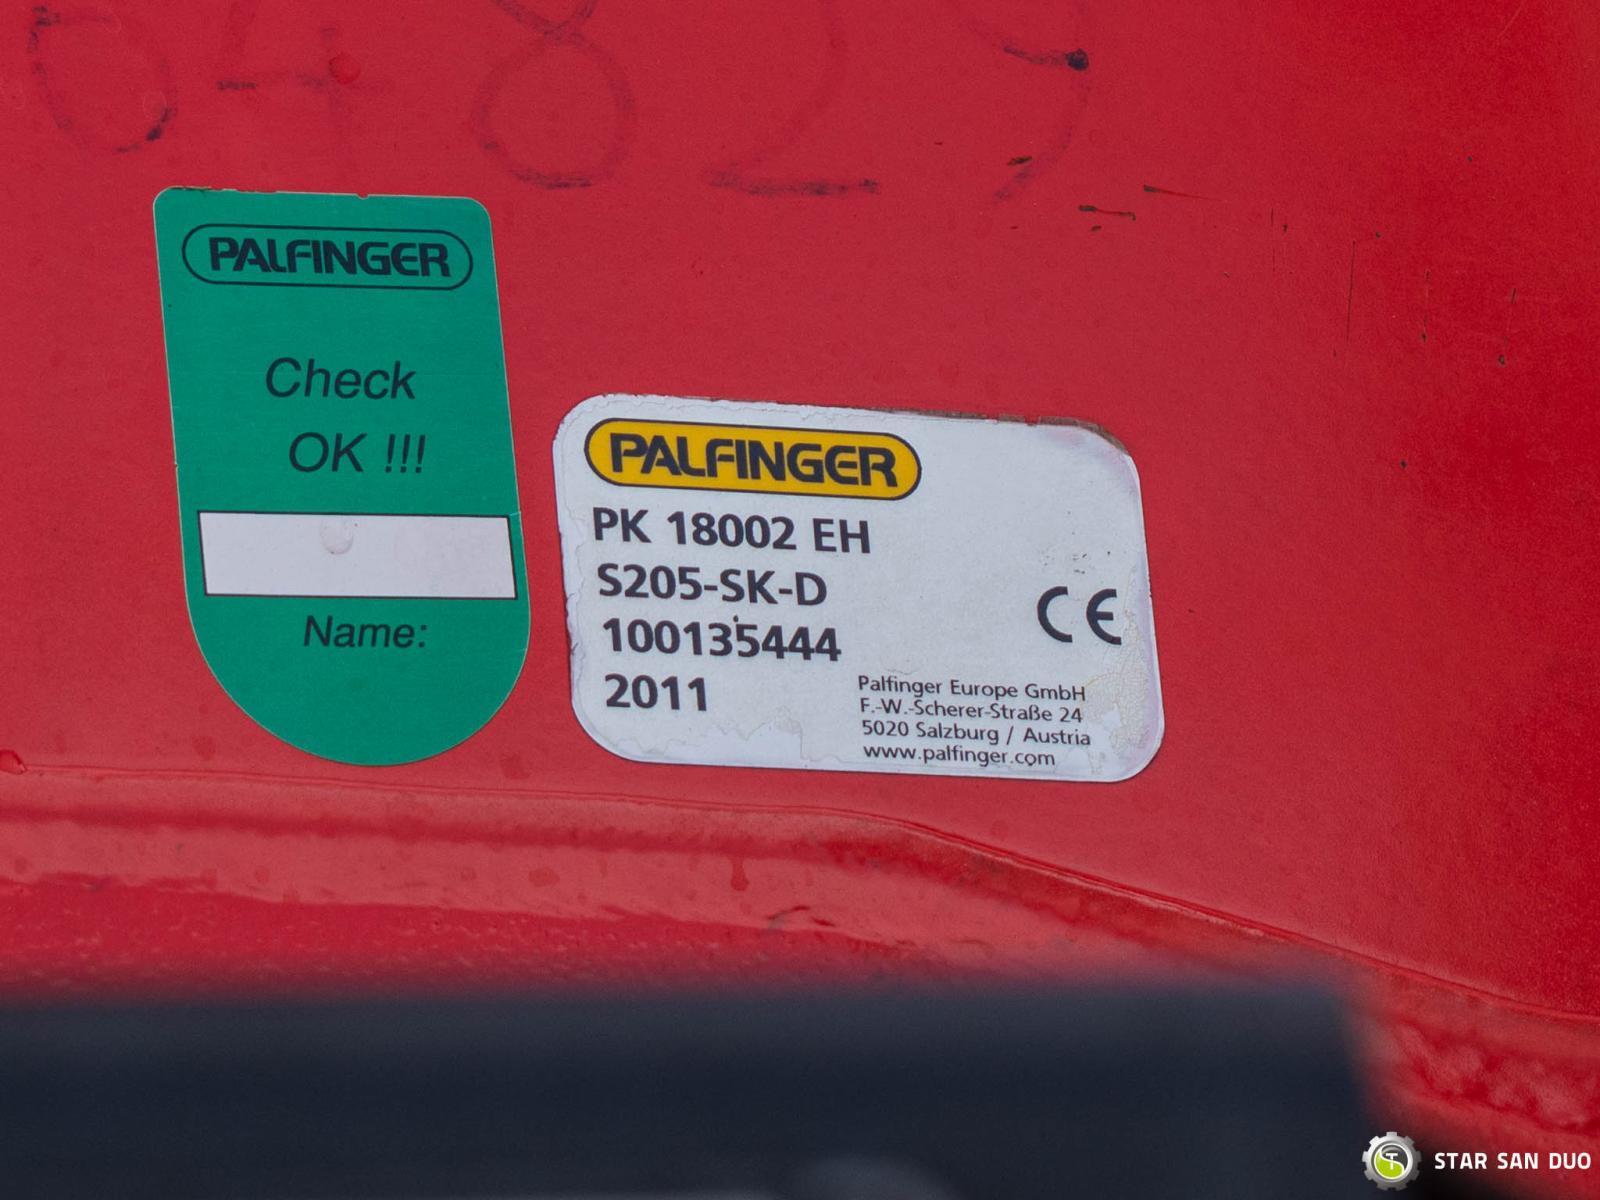 54829
PALFINGER
Check
OK !!!
Name:
PALFINGER
PK 18002 EH
S205-SK-D
100135444
2011
CE
Palfinger Europe GmbH
F.-W.-Scherer-Straße 24
5020 Salzburg / Austria
www.palfinger.com
STAR SAN DUO